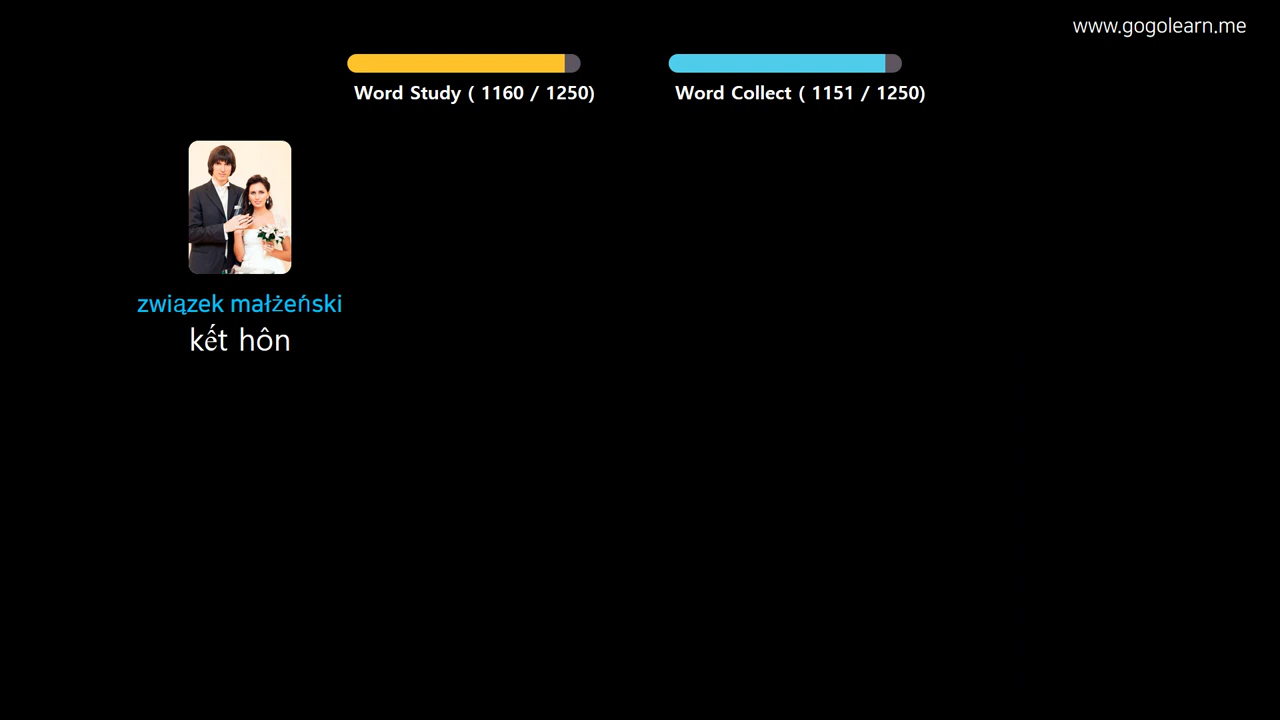 www.gogolearn.me
Word Study ( 1160 / 1250)
Word Collect ( 1151 / 1250)
związek małżeński
kết hôn